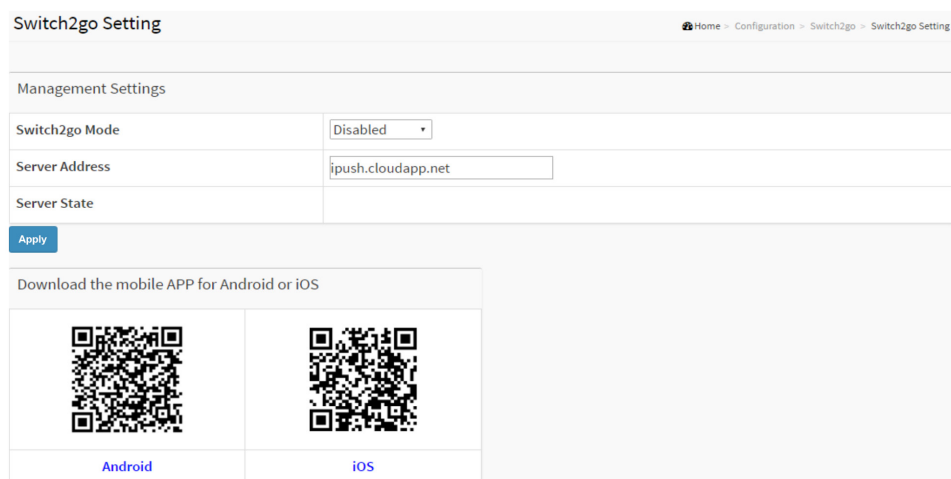 Switch2go Setting
Home > Configuration > Switch2go > Switch2go Setting
Management Settings
Switch2go Mode
Disabled
Server Address
ipush.cloudapp.net
Server State
Apply
Download the mobile APP for Android or iOS
Android
iOS